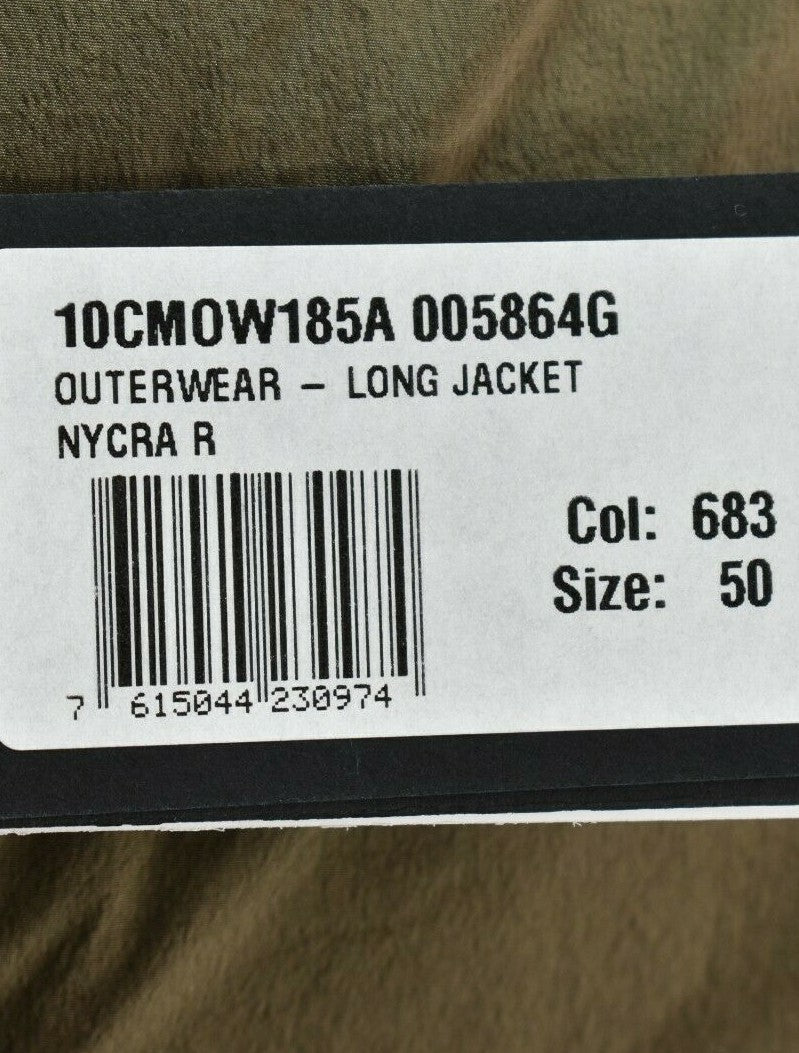 10CMOW185A 005864G
OUTERWEAR – LONG JACKET
NYCRA R
Col: 683
Size: 50
7 615044 230974